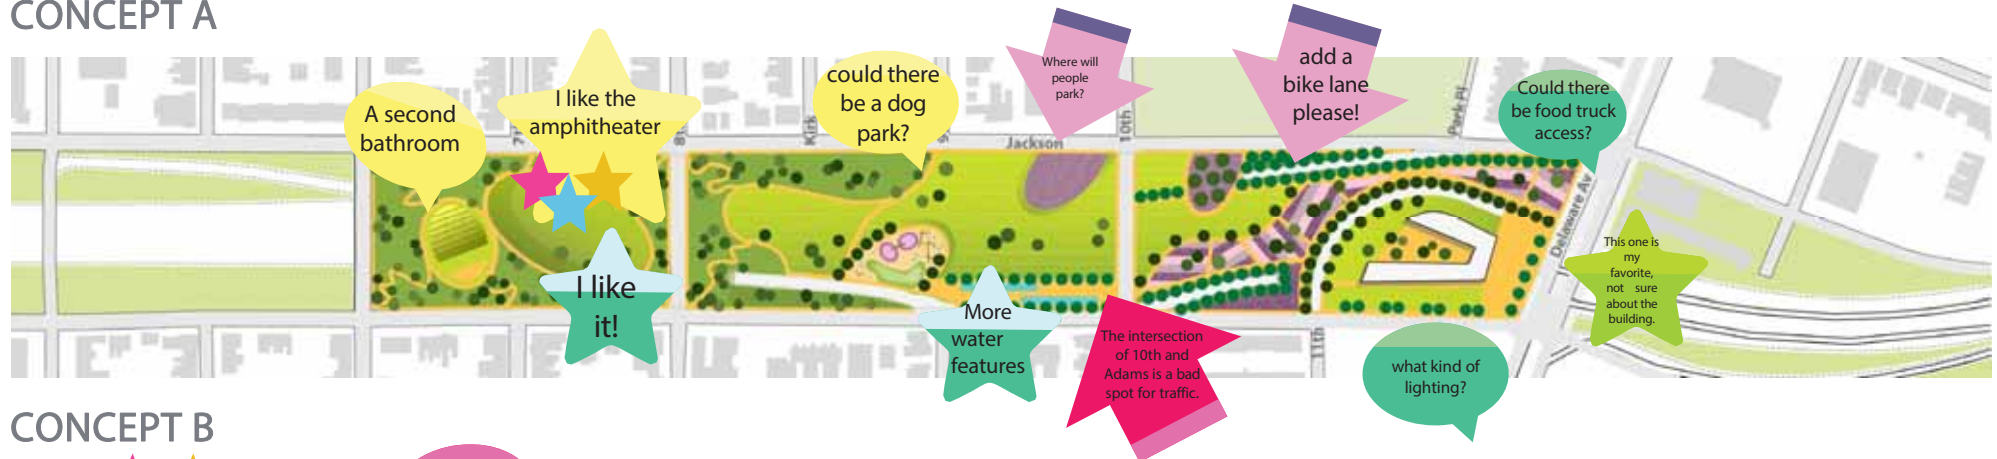 CONCEPT A
A second
bathroom
I like the
amphitheater
could there
be a dog
park?
Where will
people
park?
add a
bike lane
please!
Could there
be food truck
access?
Kirk
Jackson
10th
Park Pl
Delaware Av
11th
I like
it!
More
water
features
The intersection
of 10th and
Adams is a bad
spot for traffic.
what kind of
lighting?
This one is
my
favorite,
not sure
about the
building.
CONCEPT B